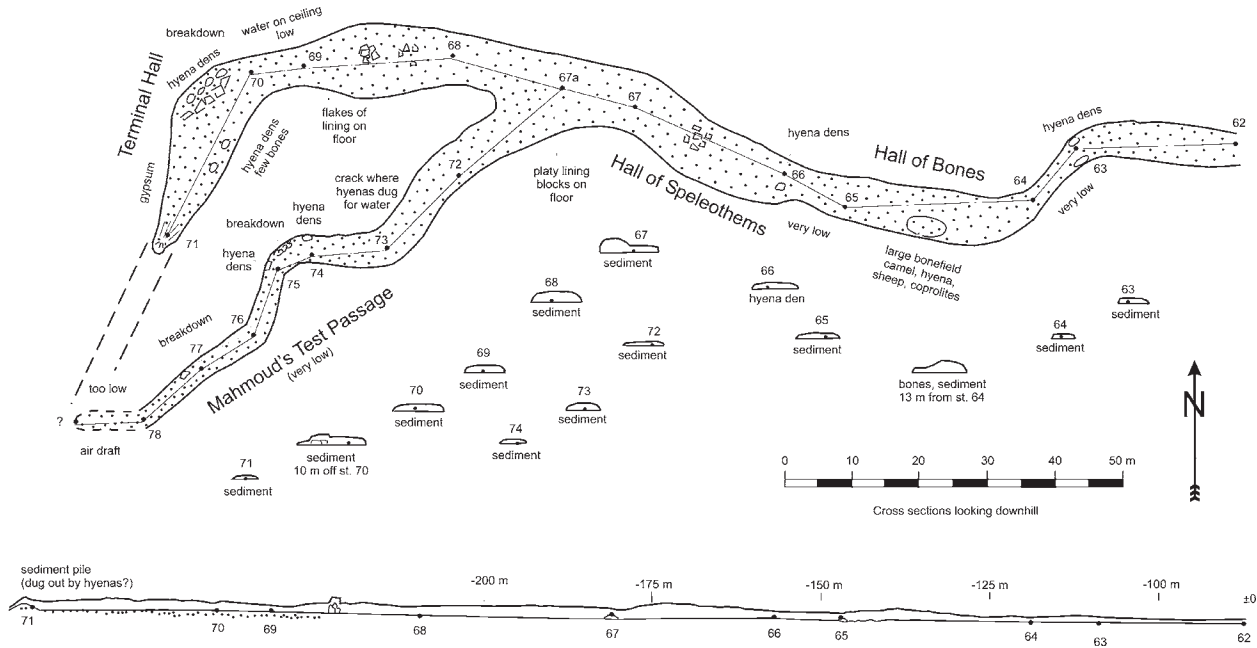 breakdown
water on ceiling
low
hyena dens
Terminal Hall
69
70
68
67a
67
flakes of
lining on
floor
hyena dens
few bones
gypsum
71
crack where
hyenas dug
for water
72
platy lining
blocks on
floor
Hall of Speleothems
hyena dens
66
very low
65
Hall of Bones
64
hyena dens
63
very low
62
large bonefield
camel, hyena,
sheep, coprolites
breakdown
hyena
dens
hyena
dens
73
74
75
76
breakdown
77
Mahmoud's Test Passage
(very low)
too low
?
78
air draft
67
sediment
68
sediment
66
hyena den
63
sediment
72
sediment
65
sediment
64
sediment
69
sediment
bones, sediment
13 m from st. 64
70
sediment
73
sediment
74
sediment
sediment
10 m off st. 70
71
sediment
0 10 20 30 40 50 m
Cross sections looking downhill
N
sediment pile
(dug out by hyenas?)
-200 m -175 m -150 m -125 m -100 m ±0
71 70 69 68 67 66 65 64 63 62